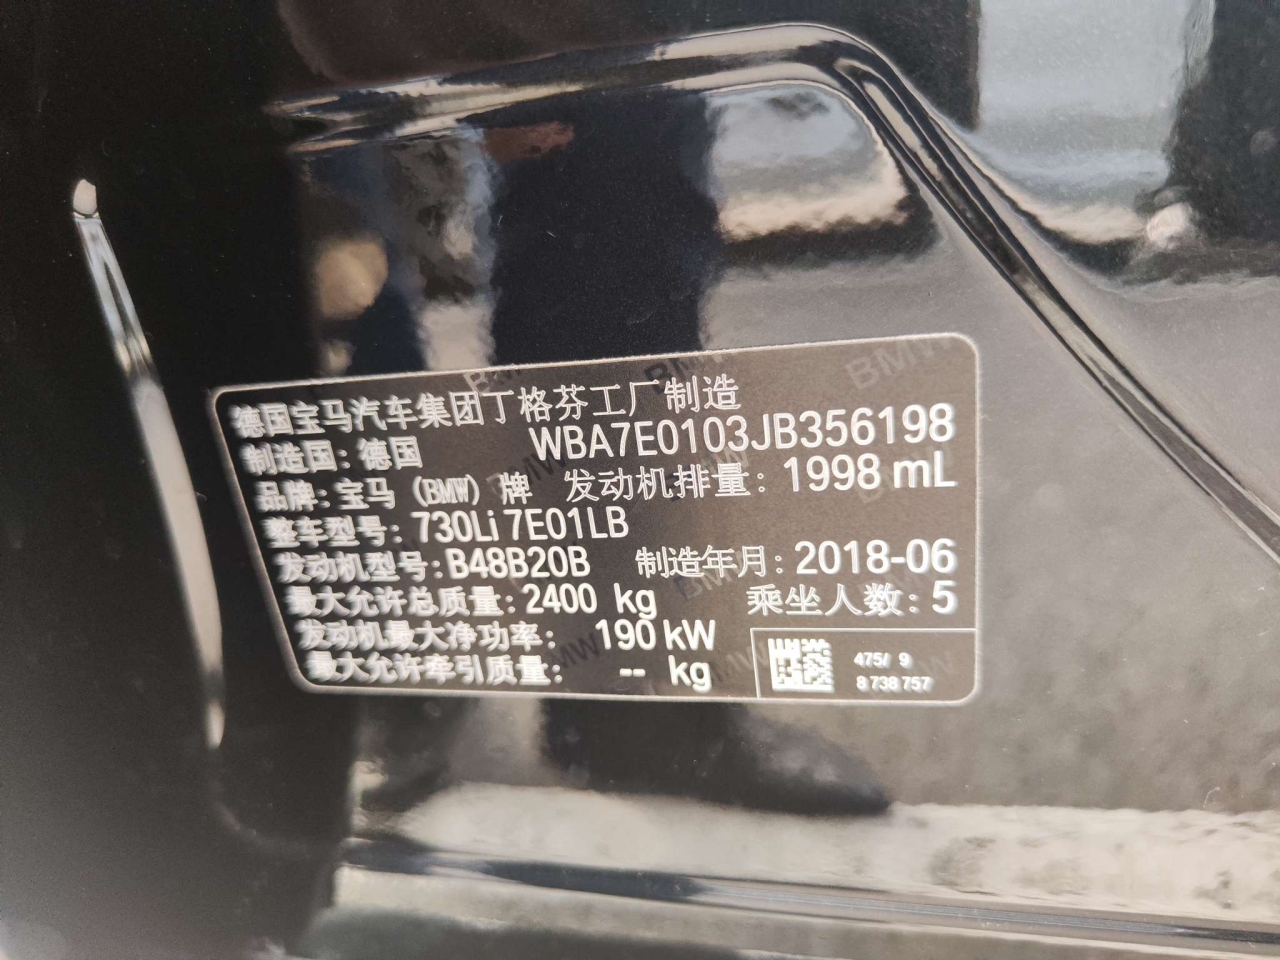 德国宝马汽车集团丁格芬工厂制造
制造国：德国 WBA7E0103JB356198
品牌：宝马（BMW）牌 发动机排量：1998 mL
整车型号：730Li 7E01LB
发动机型号：B48B20B 制造年月：2018-06
最大允许总质量：2400 kg 乘坐人数：5
发动机最大净功率： 190 kW
最大允许牵引质量： -- kg
475/ 9
8 738 757